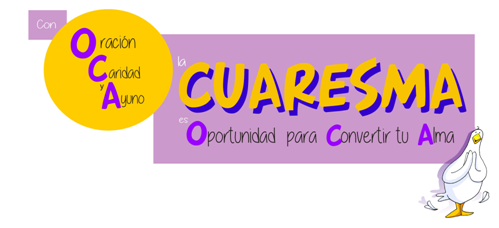 Con
Oración
Caridad
y
Ayuno
la
CUARESMA
es
Oportunidad para Convertir tu Alma